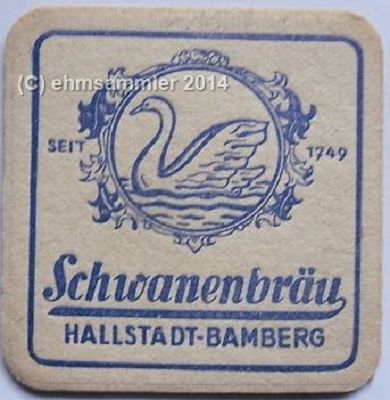 (C) ehmsammler 2014
SEIT 1749
Schwanenbräu
HALLSTADT-BAMBERG